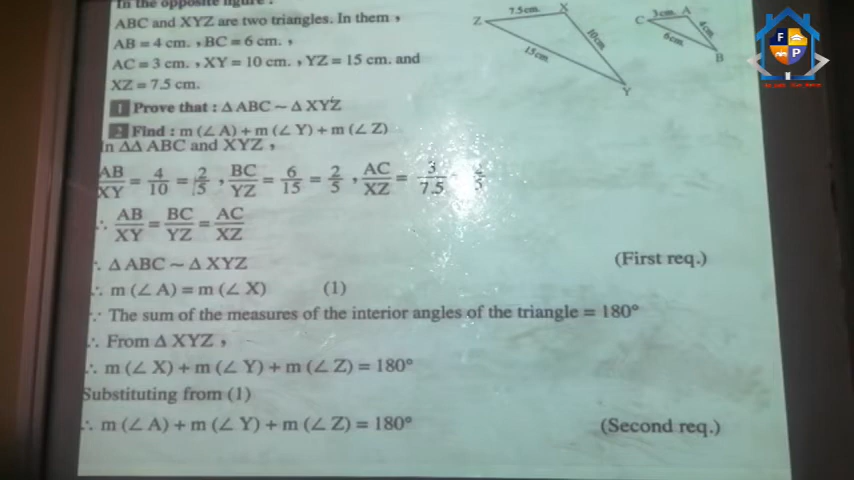 In the opposite figure :
ABC and XYZ are two triangles. In them ,
AB = 4 cm. , BC = 6 cm. ,
AC = 3 cm. , XY = 10 cm. , YZ = 15 cm. and
XZ = 7.5 cm.
1 Prove that : Δ ABC ~ Δ XYZ
2 Find : m (∠ A) + m (∠ Y) + m (∠ Z)
Z 7.5cm. X 10cm. 15cm. Y
C 3cm. A 4cm. 6cm. B
F P
In ΔΔ ABC and XYZ ,
AB/XY = 4/10 = 2/5 , BC/YZ = 6/15 = 2/5 , AC/XZ = 3/7.5 /5
∴ AB/XY = BC/YZ = AC/XZ
∴ Δ ABC ~ Δ XYZ (First req.)
∴ m (∠ A) = m (∠ X) (1)
∵ The sum of the measures of the interior angles of the triangle = 180°
∴ From Δ XYZ ,
∴ m (∠ X) + m (∠ Y) + m (∠ Z) = 180°
Substituting from (1)
∴ m (∠ A) + m (∠ Y) + m (∠ Z) = 180° (Second req.)